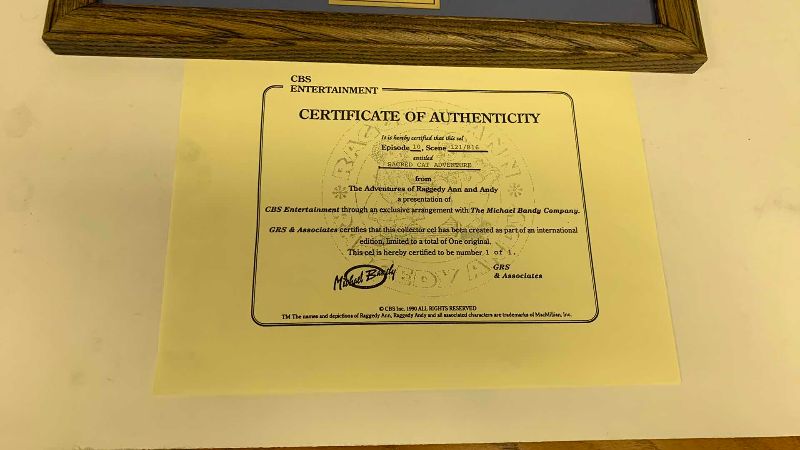 CBS
ENTERTAINMENT
CERTIFICATE OF AUTHENTICITY
It is hereby certified that this cel
Episode 10, Scene 121/B16
entitled
SACRED CAT ADVENTURE
from
The Adventures of Raggedy Ann and Andy
a presentation of
CBS Entertainment through an exclusive arrangement with The Michael Bandy Company.
GRS & Associates certifies that this collector cel has been created as part of an international
edition, limited to a total of One original.
This cel is hereby certified to be number 1 of 1.
Michael Bandy
GRS
& Associates
© CBS Inc. 1990 ALL RIGHTS RESERVED
TM The names and depictions of Raggedy Ann, Raggedy Andy and all associated characters are trademarks of MacMillian, Inc.